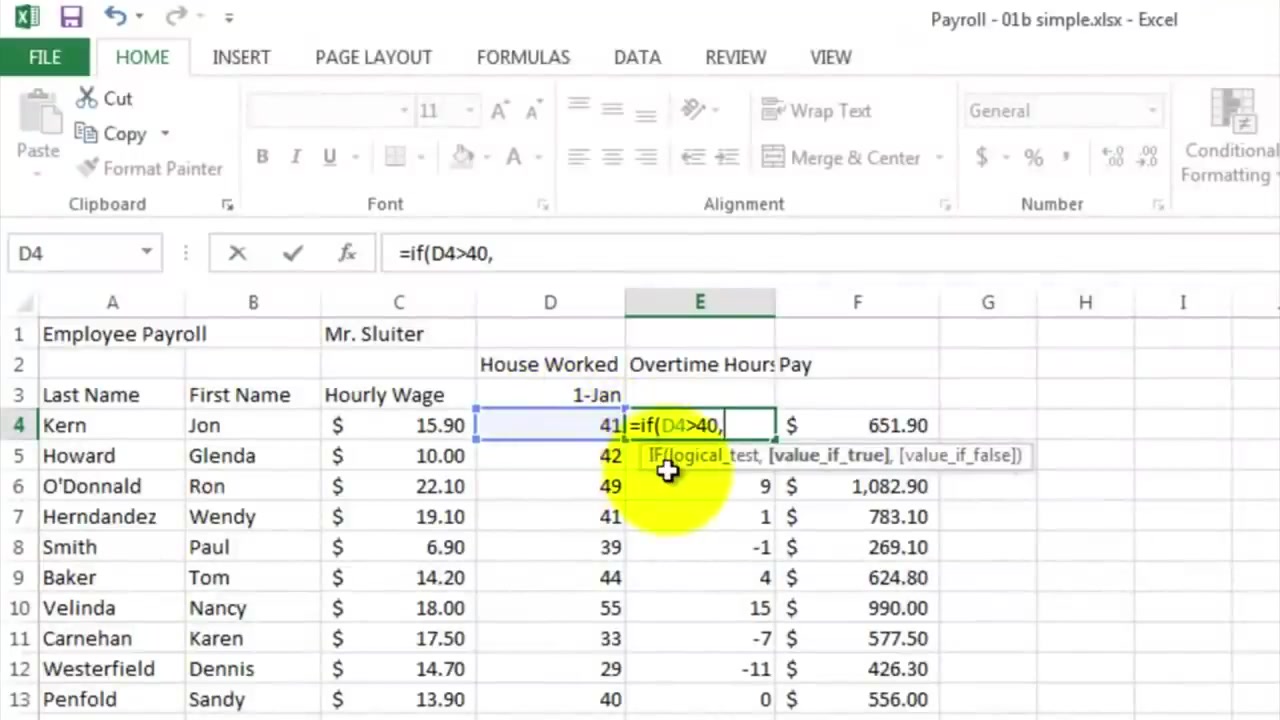 Payroll - 01b simple.xlsx - Excel
FILE HOME INSERT PAGE LAYOUT FORMULAS DATA REVIEW VIEW
Paste Cut Copy Format Painter
11 A A
B I U A
Wrap Text
Merge & Center
General
$ % ,
Conditional
Formatting
Clipboard Font Alignment Number
D4 fx =if(D4>40,
A B C D E F G H I
1 Employee Payroll Mr. Sluiter
2 House Worked Overtime Hours Pay
3 Last Name First Name Hourly Wage 1-Jan
4 Kern Jon $ 15.90 41 =if(D4>40, $ 651.90
5 Howard Glenda $ 10.00 42 IF(logical_test, [value_if_true], [value_if_false])
6 O'Donnald Ron $ 22.10 49 9 $ 1,082.90
7 Herndandez Wendy $ 19.10 41 1 $ 783.10
8 Smith Paul $ 6.90 39 -1 $ 269.10
9 Baker Tom $ 14.20 44 4 $ 624.80
10 Velinda Nancy $ 18.00 55 15 $ 990.00
11 Carnehan Karen $ 17.50 33 -7 $ 577.50
12 Westerfield Dennis $ 14.70 29 -11 $ 426.30
13 Penfold Sandy $ 13.90 40 0 $ 556.00